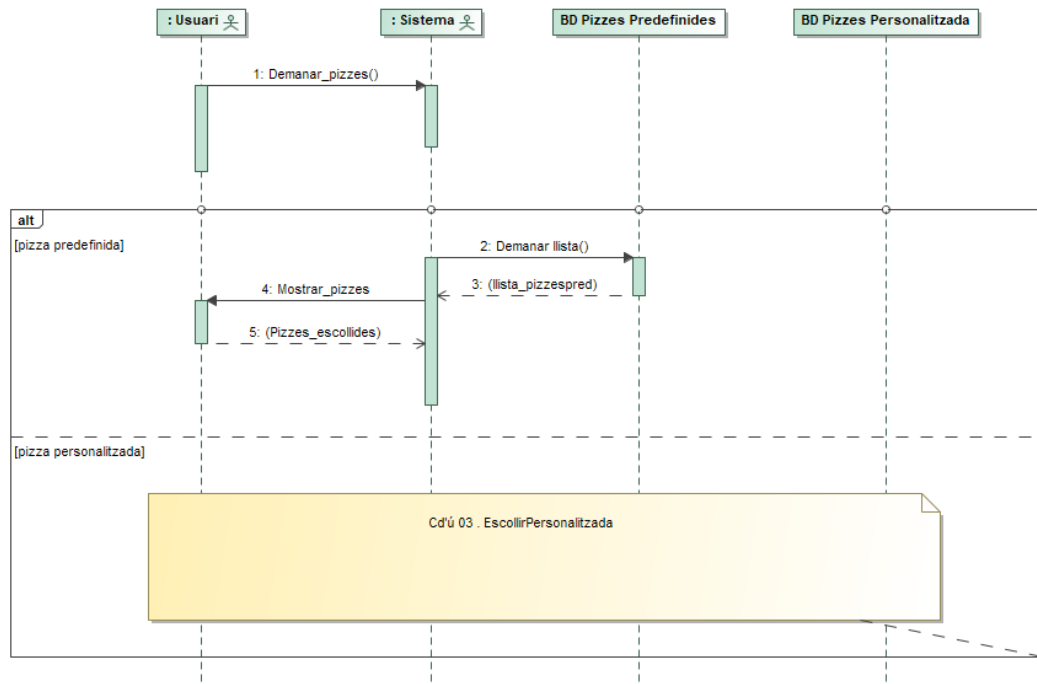 : Usuari
: Sistema
BD Pizzes Predefinides
BD Pizzes Personalitzada
1: Demanar_pizzes()
alt
[pizza predefinida]
2: Demanar llista()
3: (llista_pizzespred)
4: Mostrar_pizzes
5: (Pizzes_escollides)
[pizza personalitzada]
Cd'ú 03 . EscollirPersonalitzada